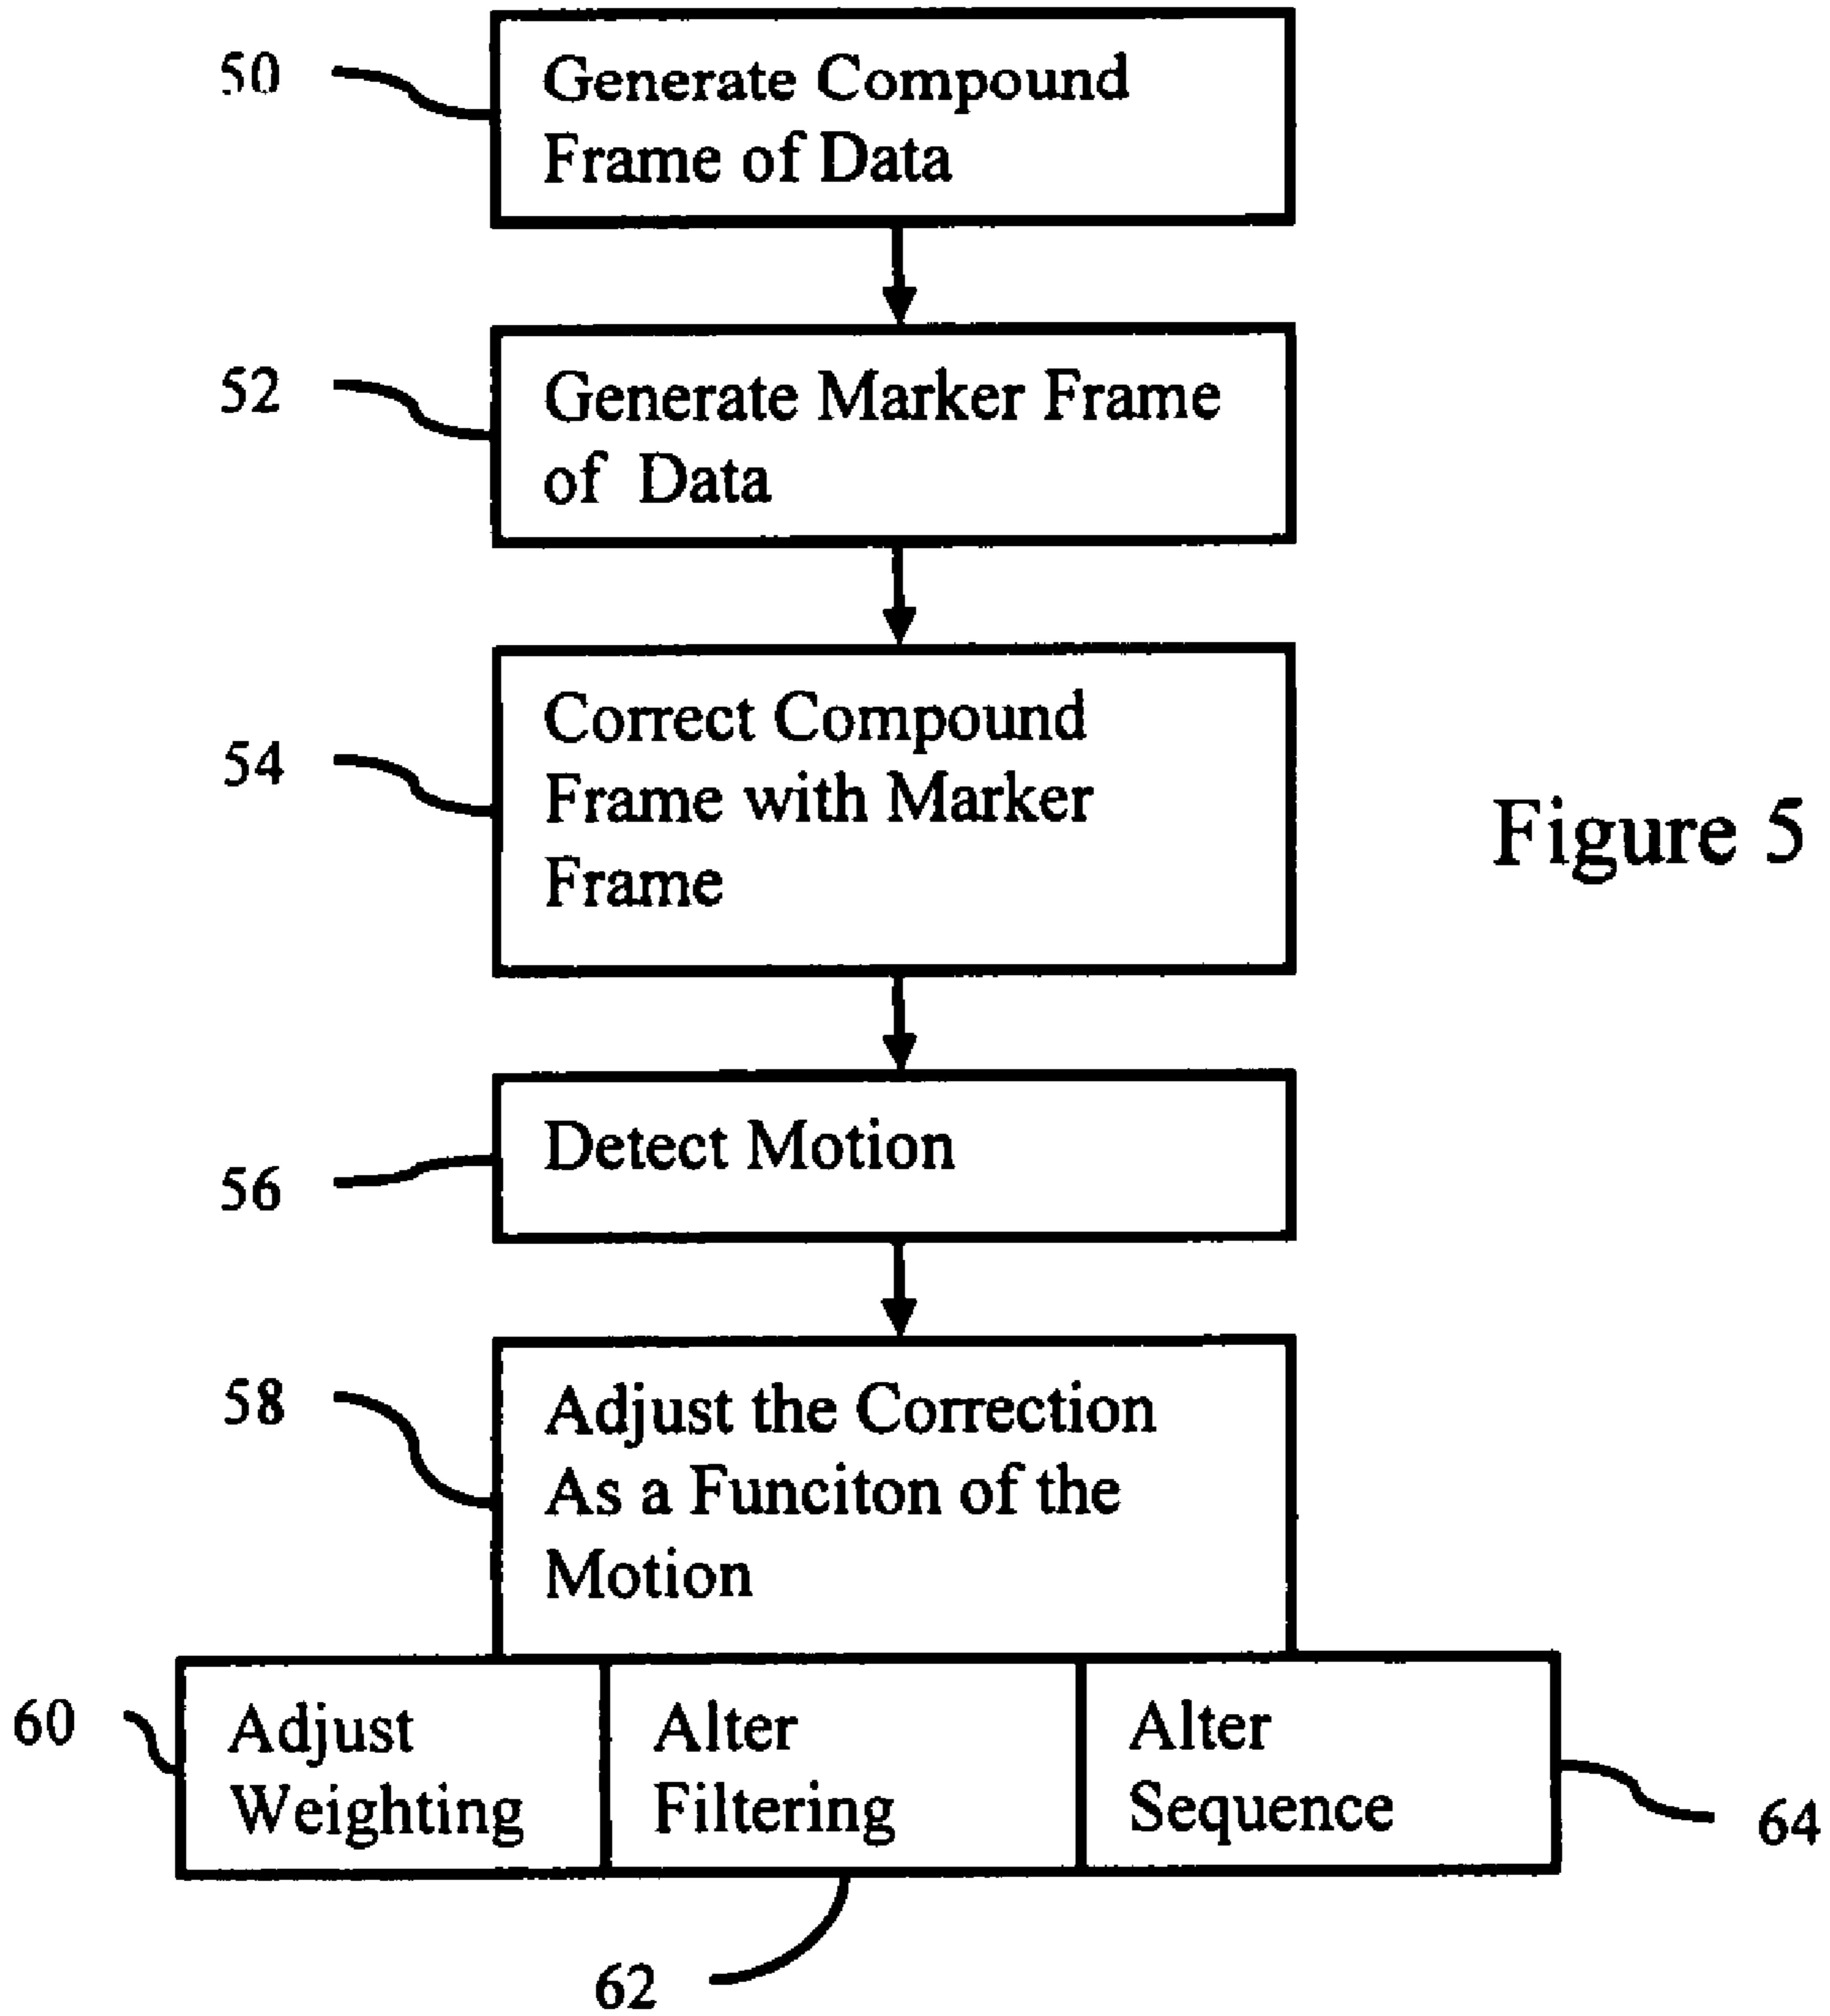 50
Generate Compound
Frame of Data
52
Generate Marker Frame
of Data
54
Correct Compound
Frame with Marker
Frame
Figure 5
56
Detect Motion
58
Adjust the Correction
As a Funciton of the
Motion
60
Adjust
Weighting
Alter
Filtering
Alter
Sequence
64
62